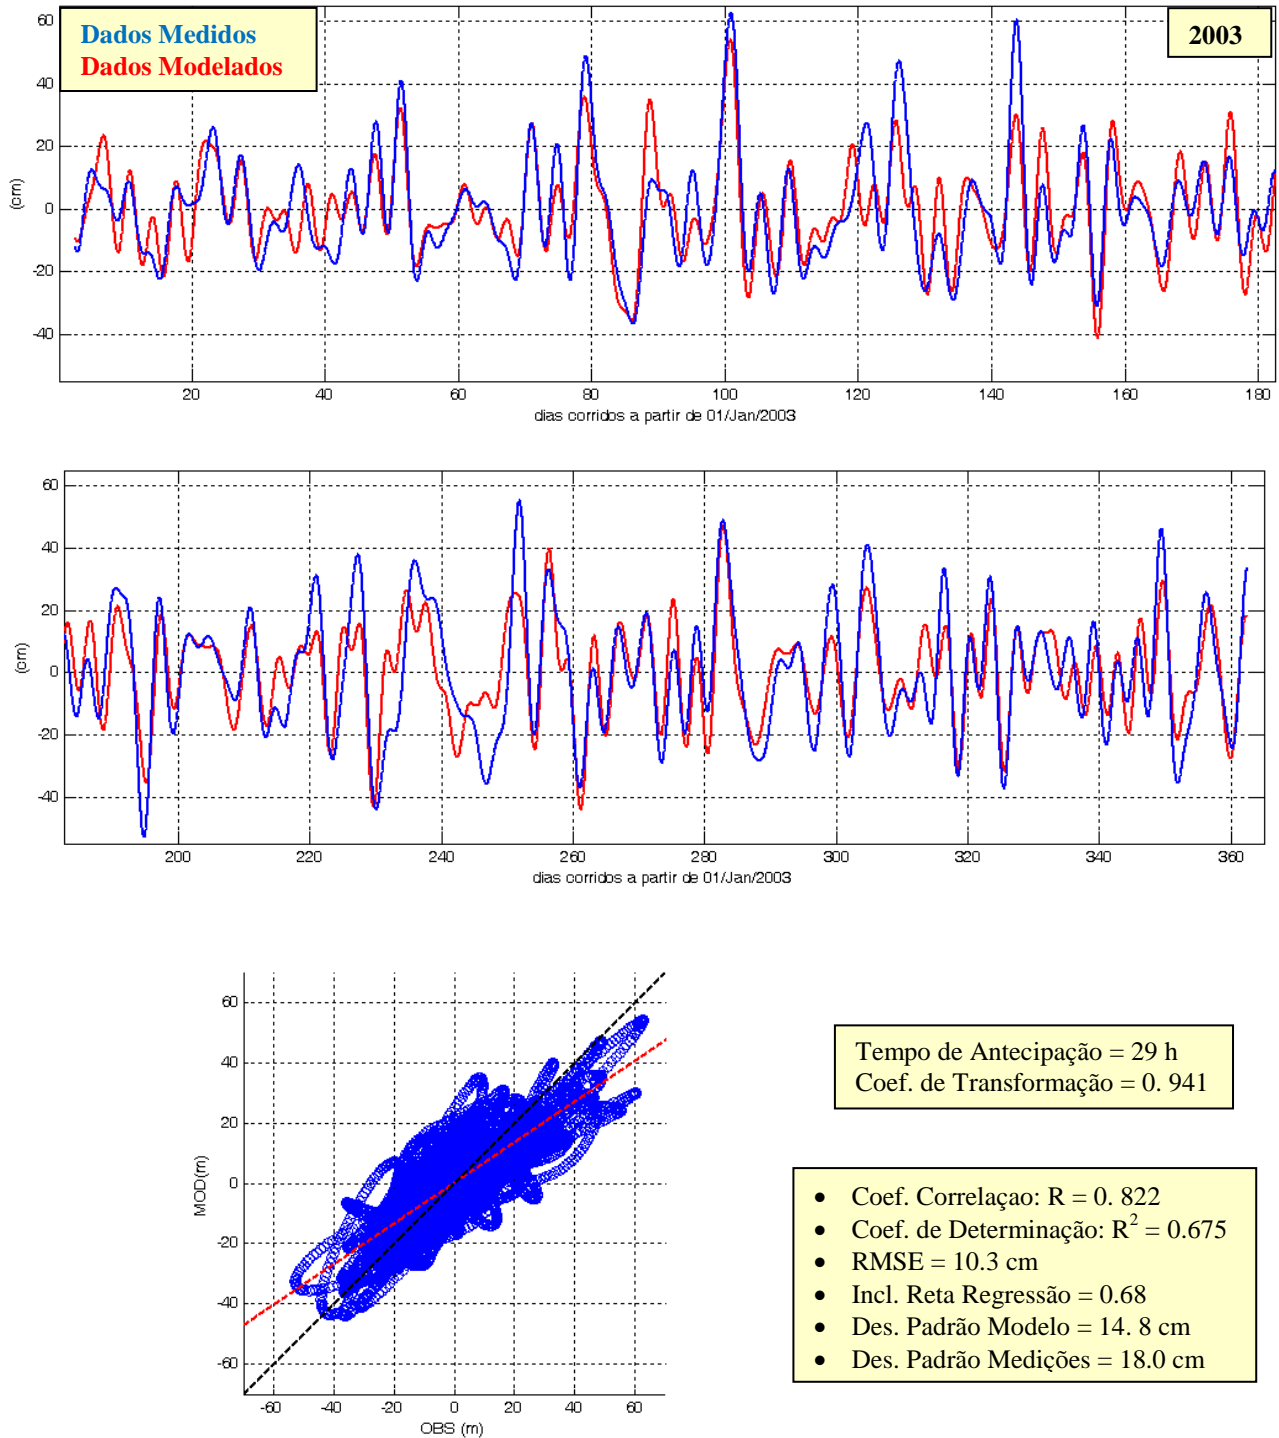 Dados Medidos
Dados Modelados
2003
60
40
20
0
-20
-40
(cm)
20 40 60 80 100 120 140 160 180
dias corridos a partir de 01/Jan/2003
60
40
20
0
-20
-40
(cm)
200 220 240 260 280 300 320 340 360
dias corridos a partir de 01/Jan/2003
60
40
20
0
-20
-40
-60
MOD(m)
-60 -40 -20 0 20 40 60
OBS (m)
Tempo de Antecipação = 29 h
Coef. de Transformação = 0. 941
• Coef. Correlaçao: R = 0. 822
• Coef. de Determinação: R² = 0.675
• RMSE = 10.3 cm
• Incl. Reta Regressão = 0.68
• Des. Padrão Modelo = 14. 8 cm
• Des. Padrão Medições = 18.0 cm